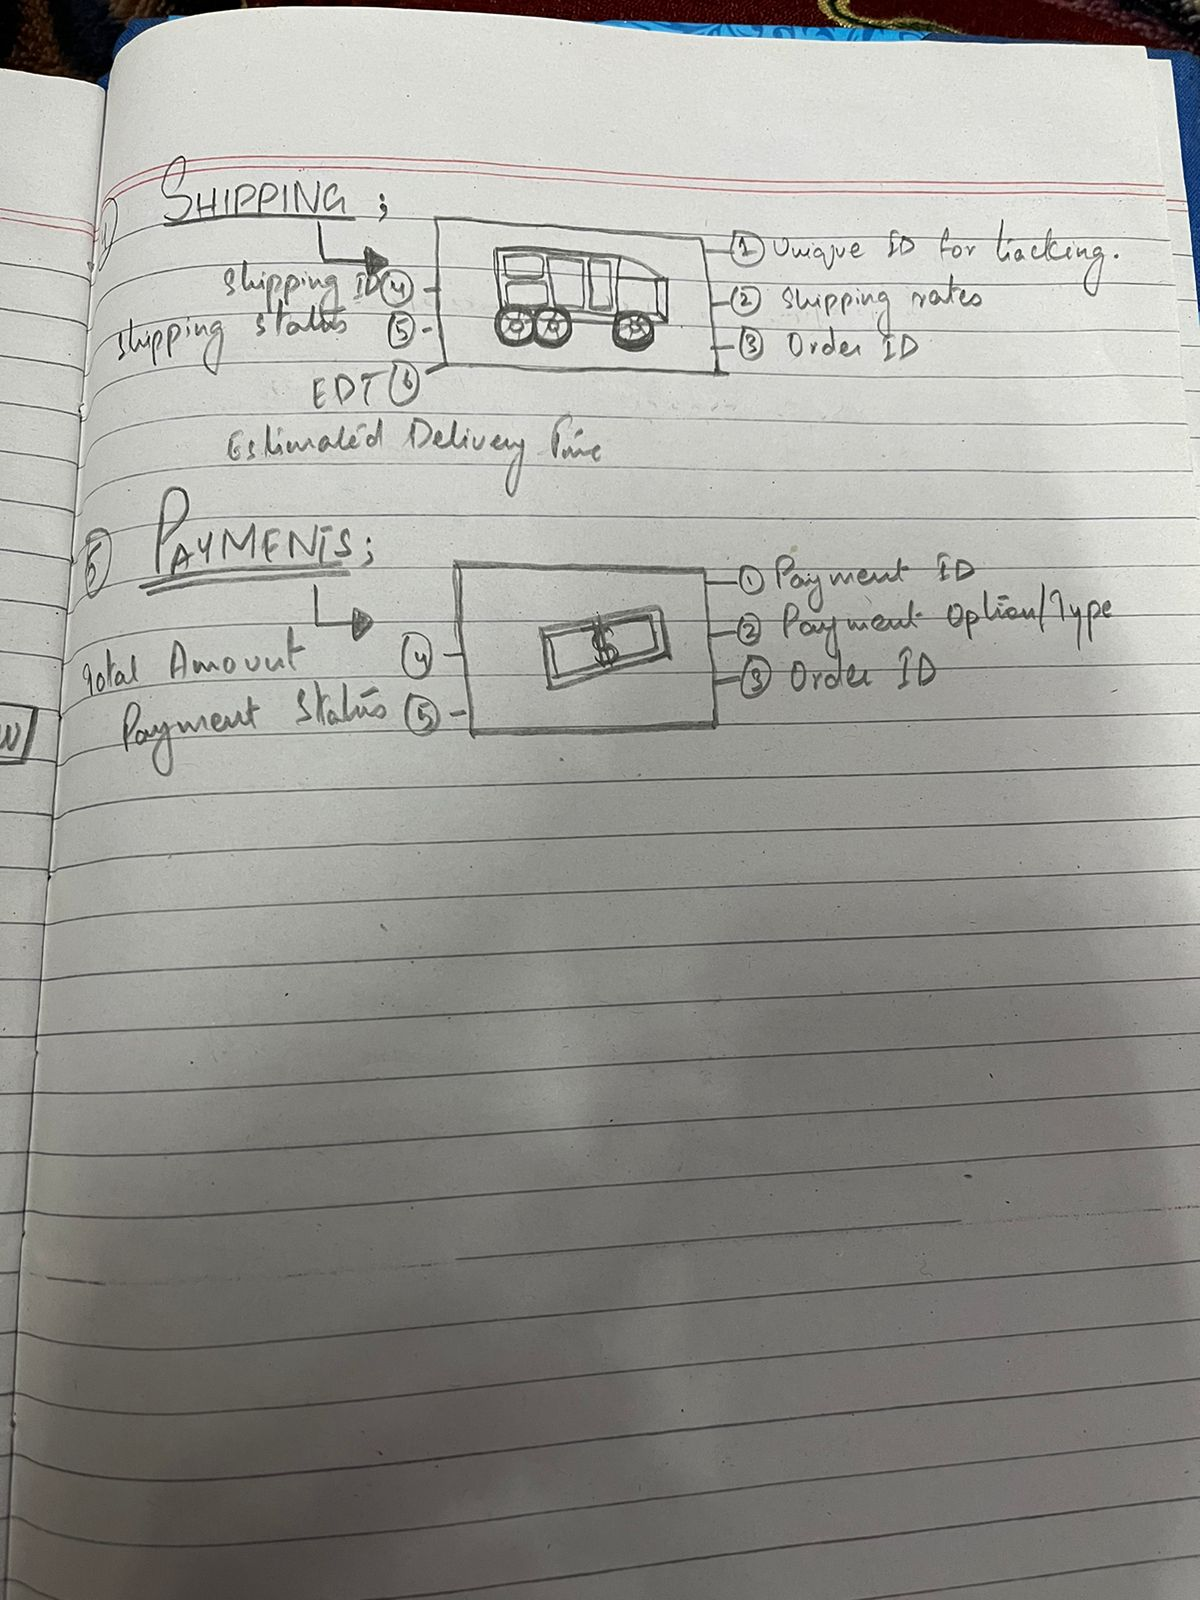 SHIPPING ;
① Unique ID for tracking.
② Shipping rates
③ Order ID
Shipping ID ④
Shipping Status ⑤
EDT ⑥
Estimated Delivery Time
⑤ PAYMENTS ;
① Payment ID
② Payment Option/Type
③ Order ID
Total Amount ④
Payment Status ⑤
$